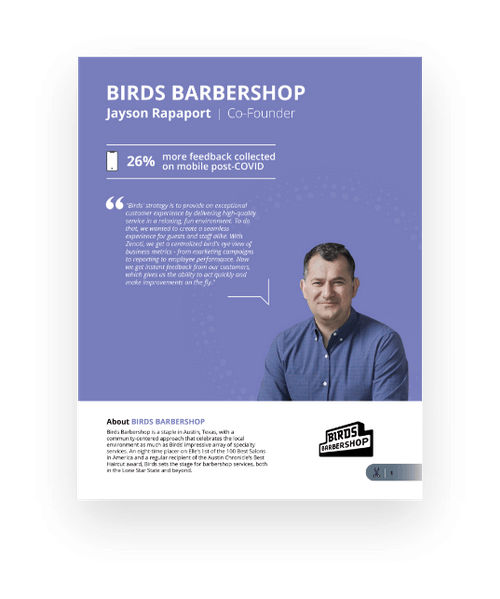 BIRDS BARBERSHOP
Jayson Rapaport | Co-Founder
26% more feedback collected
on mobile post-COVID
"Birds' strategy is to provide an exceptional
customer experience by delivering high-quality
service in a relaxing, fun environment. To do
that, we wanted to create a seamless
experience for guests and staff alike. With
Zenoti, we get a centralized bird's eye view of
business metrics - from marketing campaigns
to reporting to employee performance. Now
we get instant feedback from our customers,
which gives us the ability to act quickly and
make improvements on the fly."
About BIRDS BARBERSHOP
Birds Barbershop is a staple in Austin, Texas, with a
community-centered approach that celebrates the local
environment as much as Birds' impressive array of specialty
services. An eight-time placer on Elle's list of the 100 Best Salons
in America and a regular recipient of the Austin Chronicle's Best
Haircut award, Birds sets the stage for barbershop services, both
in the Lone Star State and beyond.
BIRDS
BARBERSHOP